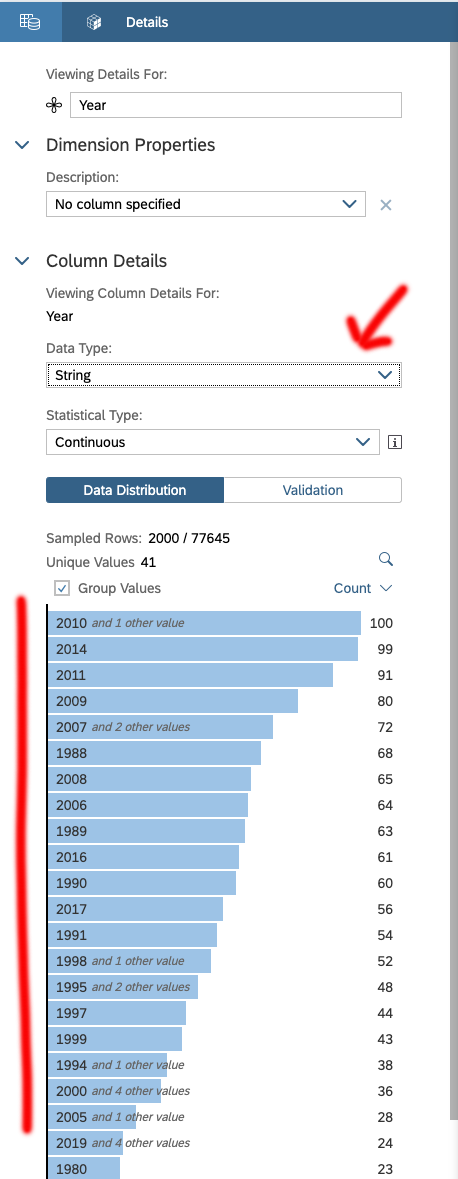 Details
Viewing Details For:
Year
Dimension Properties
Description:
No column specified
Column Details
Viewing Column Details For:
Year
Data Type:
String
Statistical Type:
Continuous
Data Distribution Validation
Sampled Rows: 2000 / 77645
Unique Values 41
Group Values Count
2010 and 1 other value 100
2014 99
2011 91
2009 80
2007 and 2 other values 72
1988 68
2008 65
2006 64
1989 63
2016 61
1990 60
2017 56
1991 54
1998 and 1 other value 52
1995 and 2 other values 48
1997 44
1999 43
1994 and 1 other value 38
2000 and 4 other values 36
2005 and 1 other value 28
2019 and 4 other values 24
1980 23